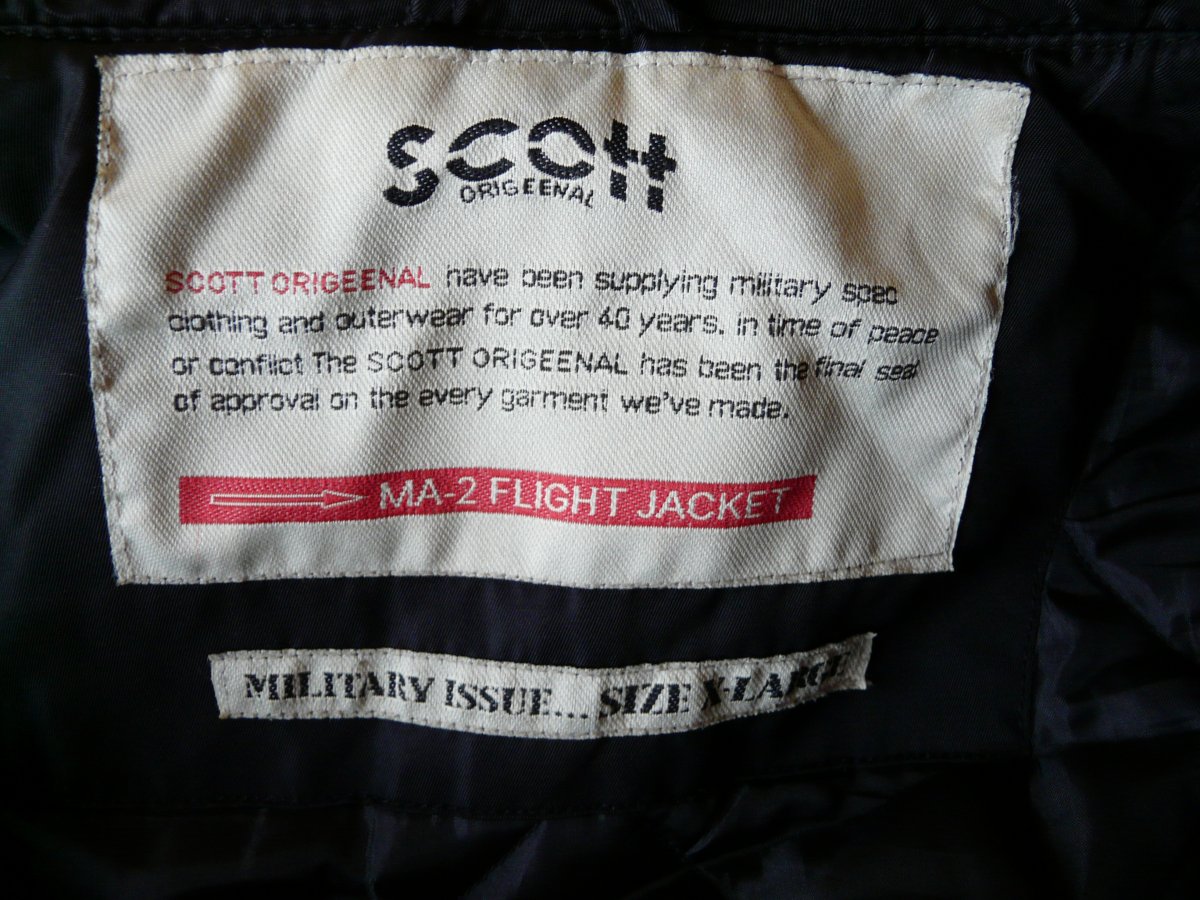 SCOTT
ORIGEENAL
SCOTT ORIGEENAL have been supplying military spec
clothing and outerwear for over 40 years. In time of peace
or conflict The SCOTT ORIGEENAL has been the final seal
of approval on the every garment we've made.
MA-2 FLIGHT JACKET
MILITARY ISSUE... SIZE X-LARGE